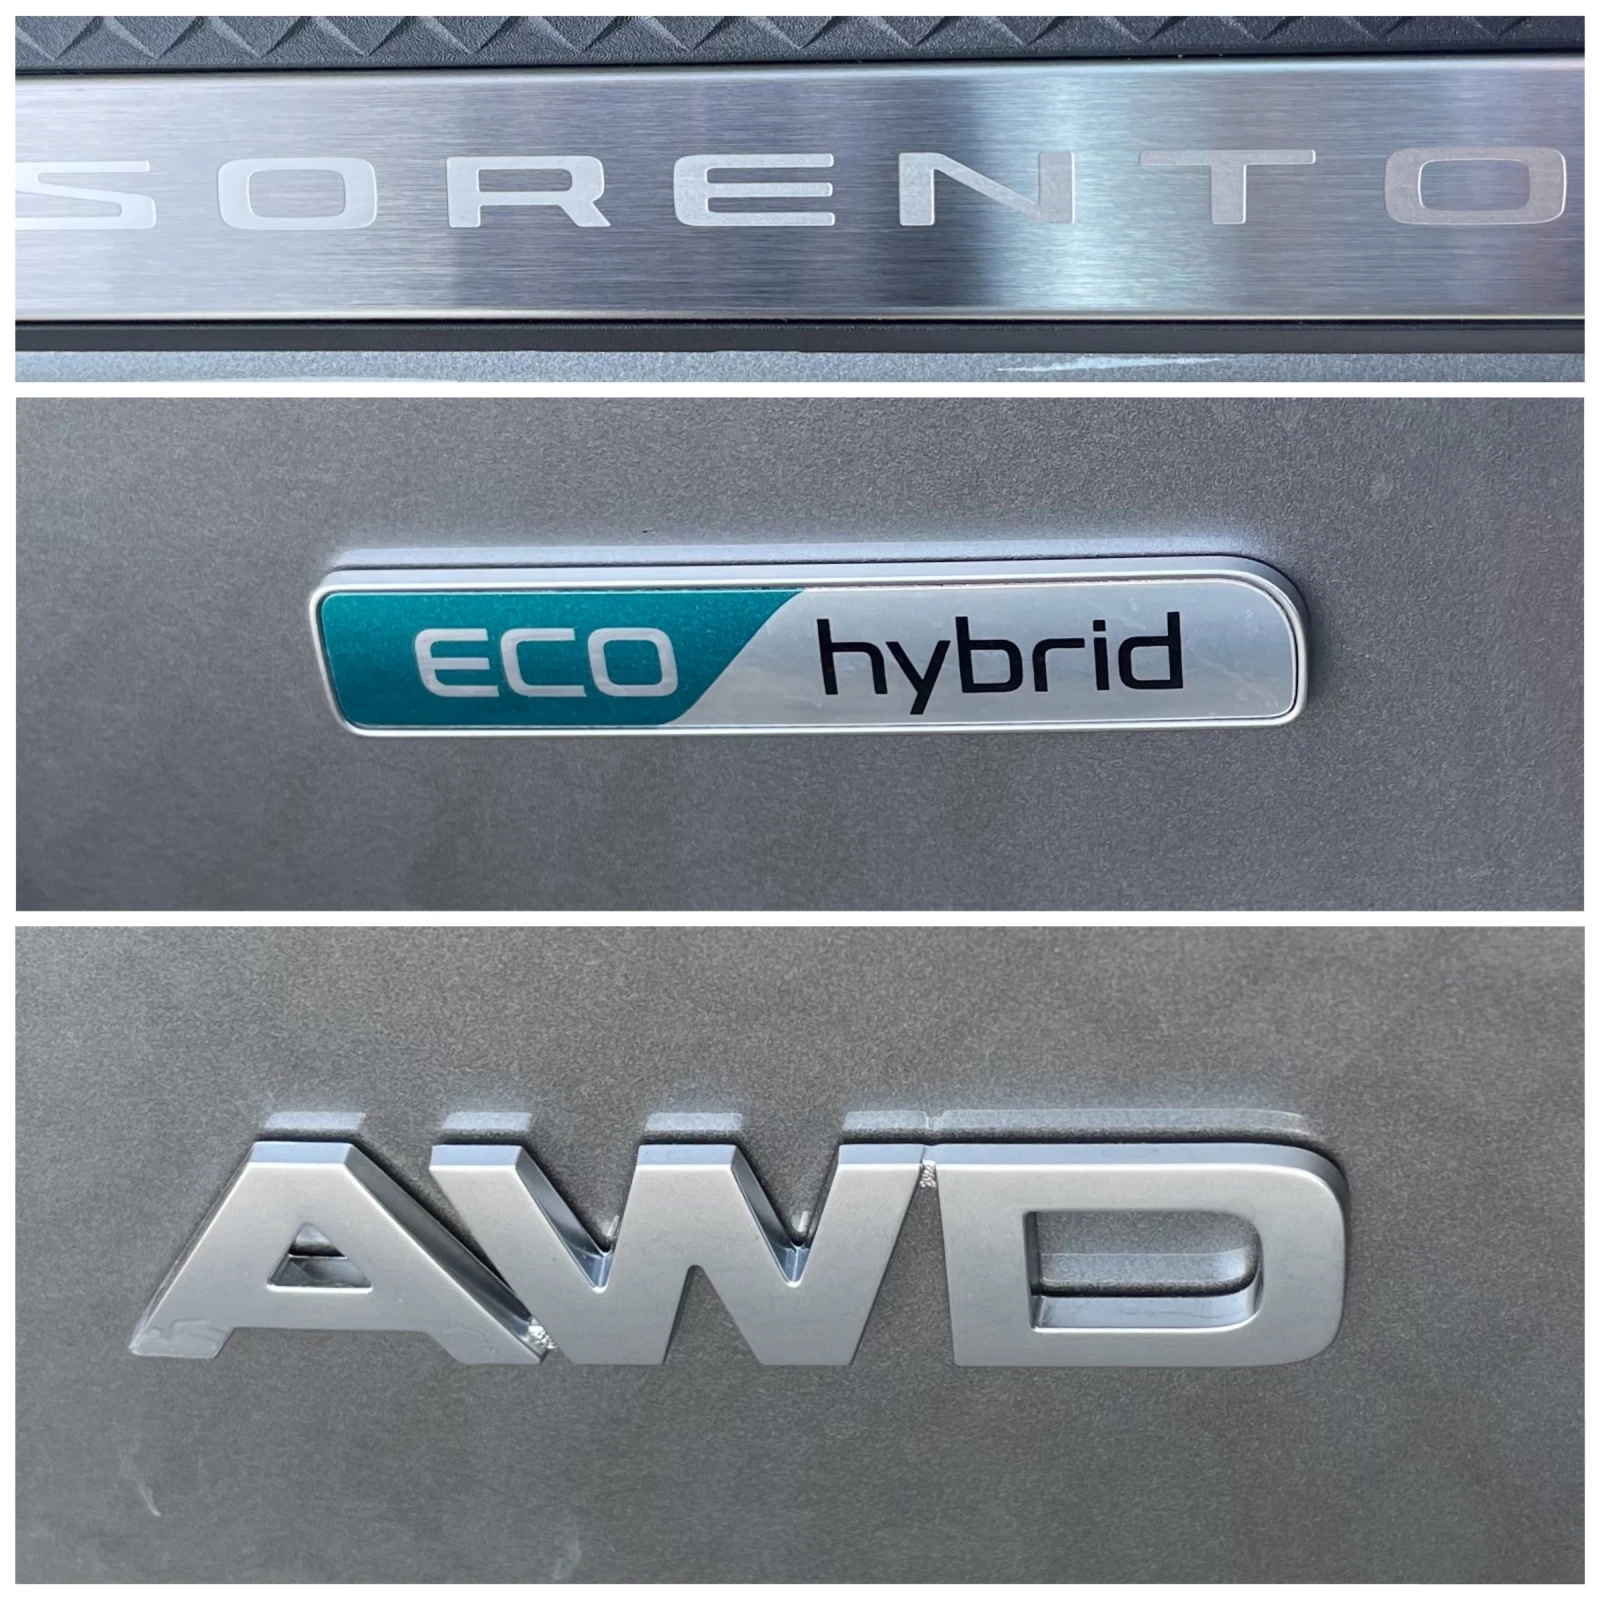 SORENTO
ECO hybrid
AWD